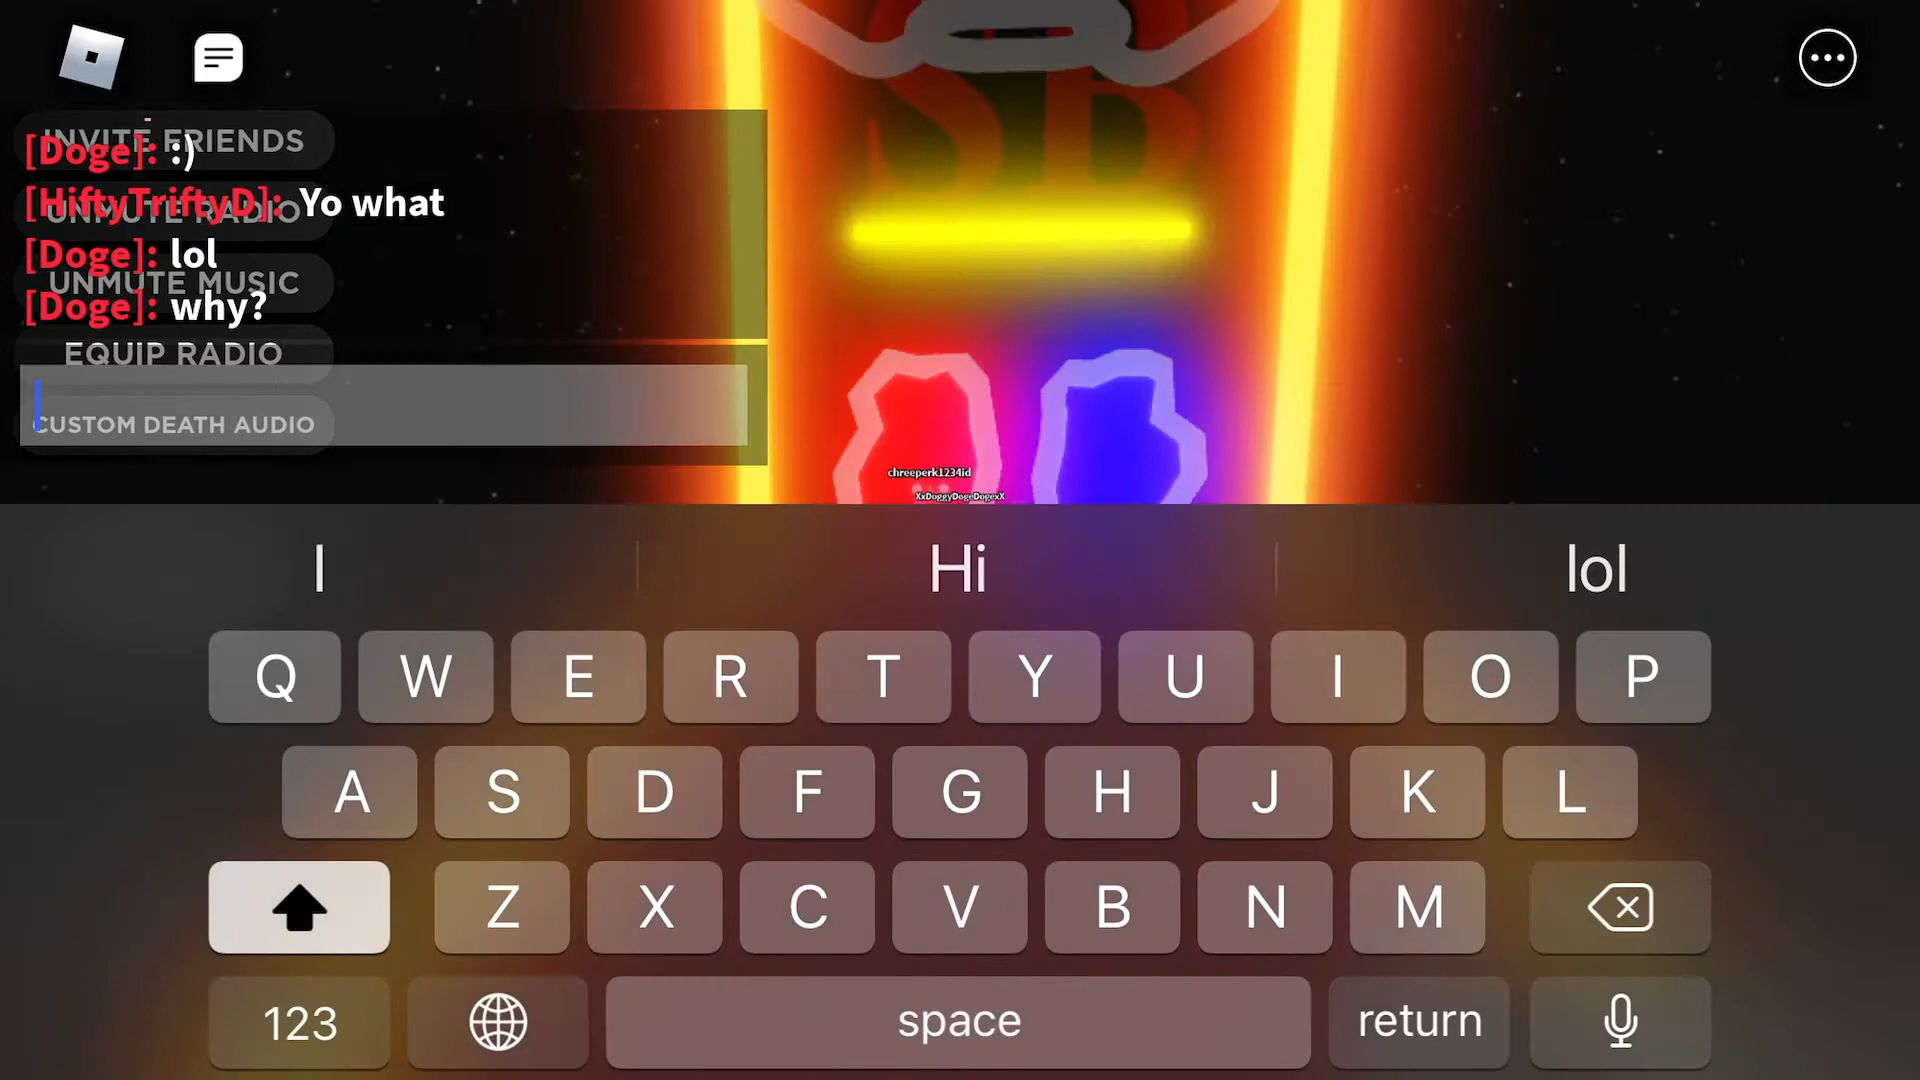 INVITE FRIENDS
[Doge]: :)
[HiftyTriftyD]: Yo what
UNMUTE RADIO
[Doge]: lol
UNMUTE MUSIC
[Doge]: why?
EQUIP RADIO
CUSTOM DEATH AUDIO
chreeperk1234id
XxDoggyDogeDogexX
I Hi lol
Q W E R T Y U I O P
A S D F G H J K L
Z X C V B N M
123 space return